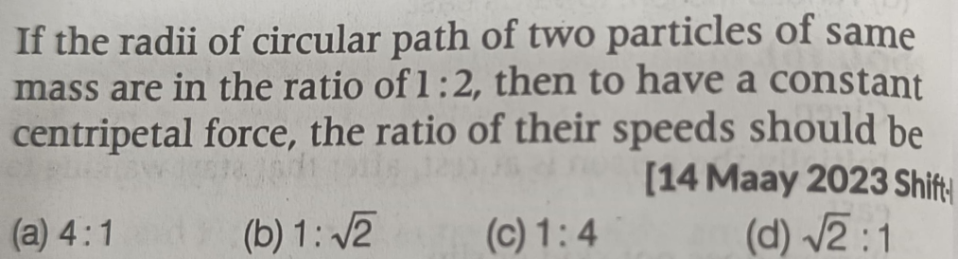 If the radii of circular path of two particles of same
mass are in the ratio of 1:2, then to have a constant
centripetal force, the ratio of their speeds should be
[14 Maay 2023 Shift-
(a) 4:1 (b) 1:√2 (c) 1:4 (d) √2:1